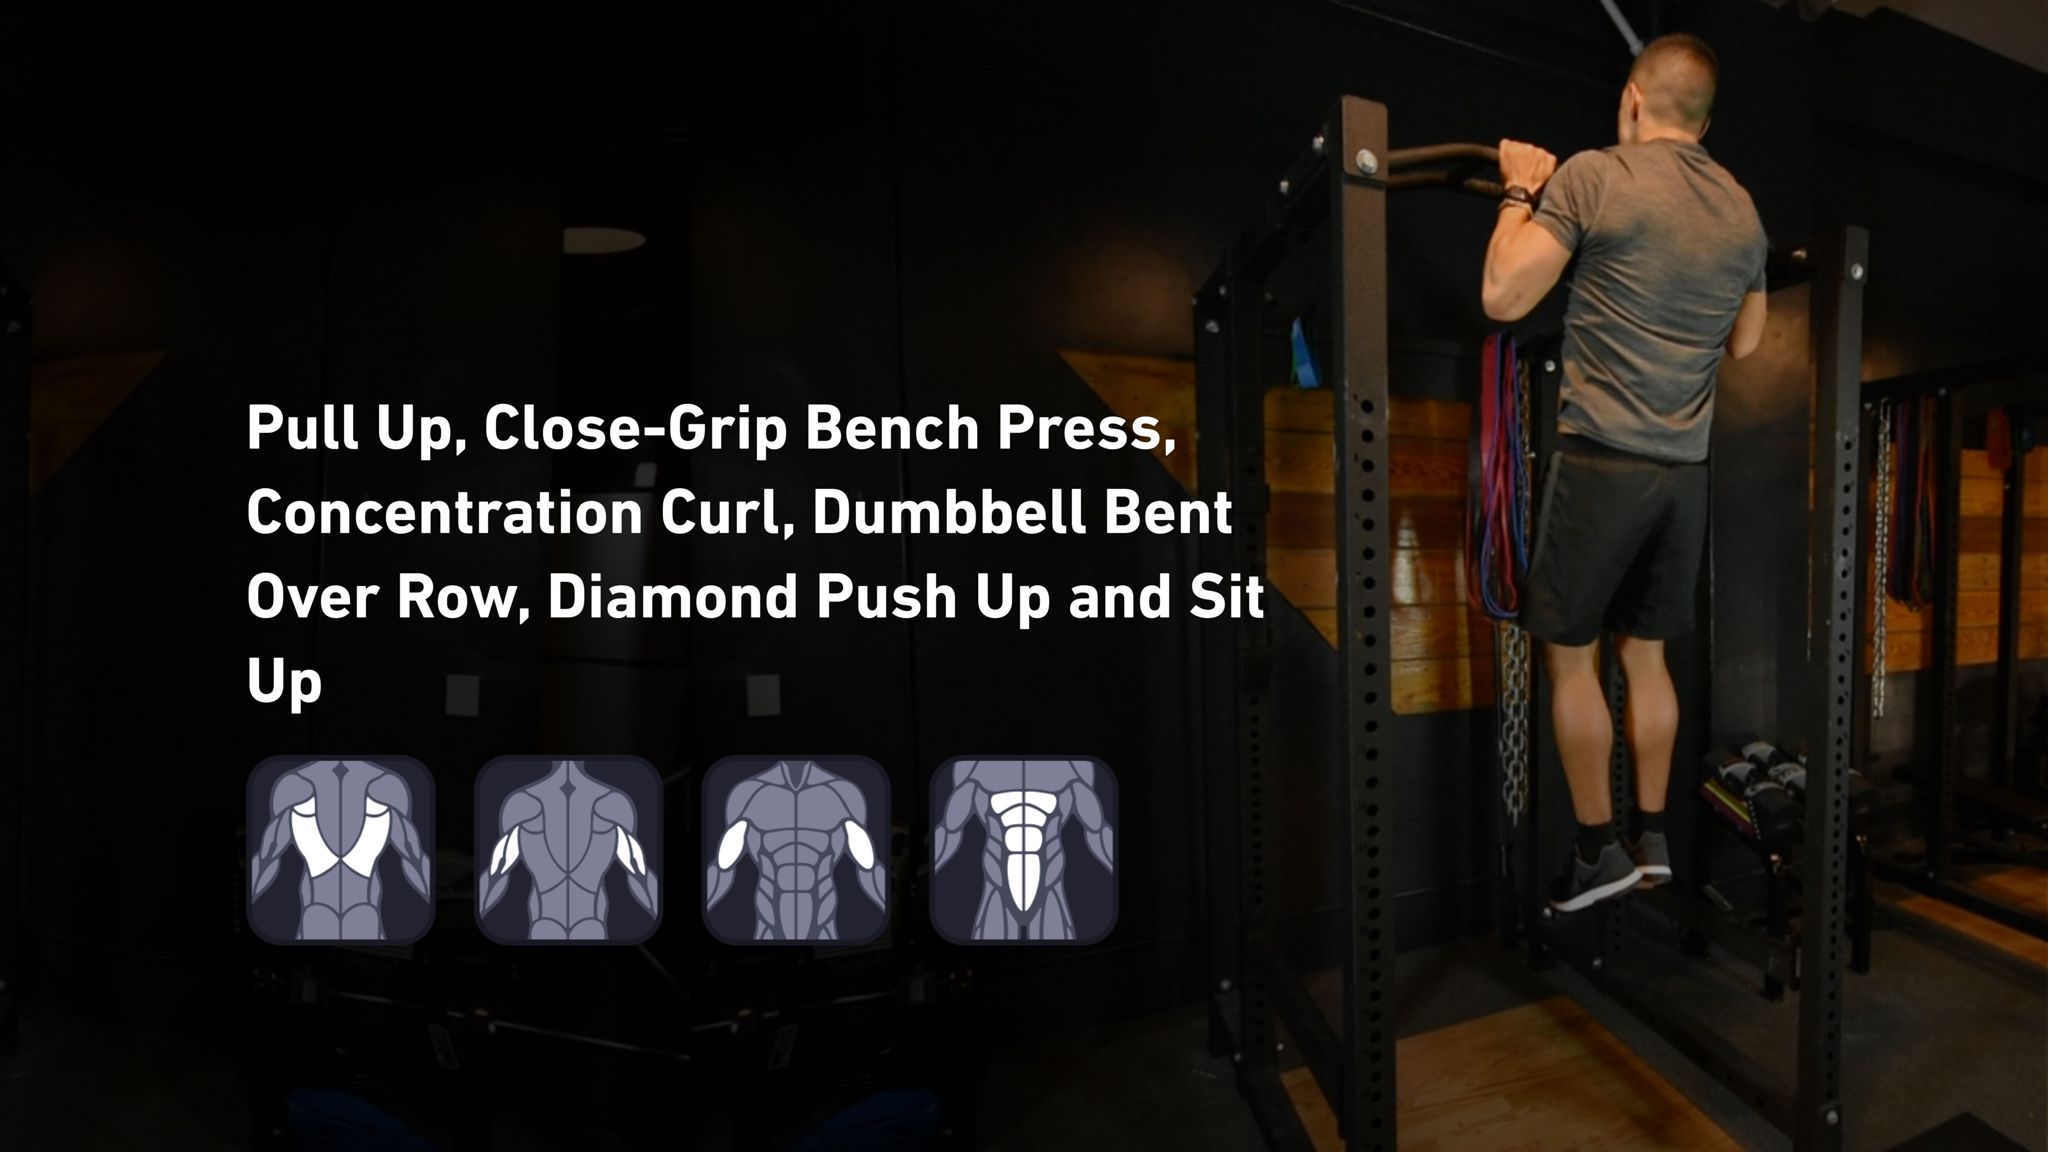 Pull Up, Close-Grip Bench Press,
Concentration Curl, Dumbbell Bent
Over Row, Diamond Push Up and Sit
Up